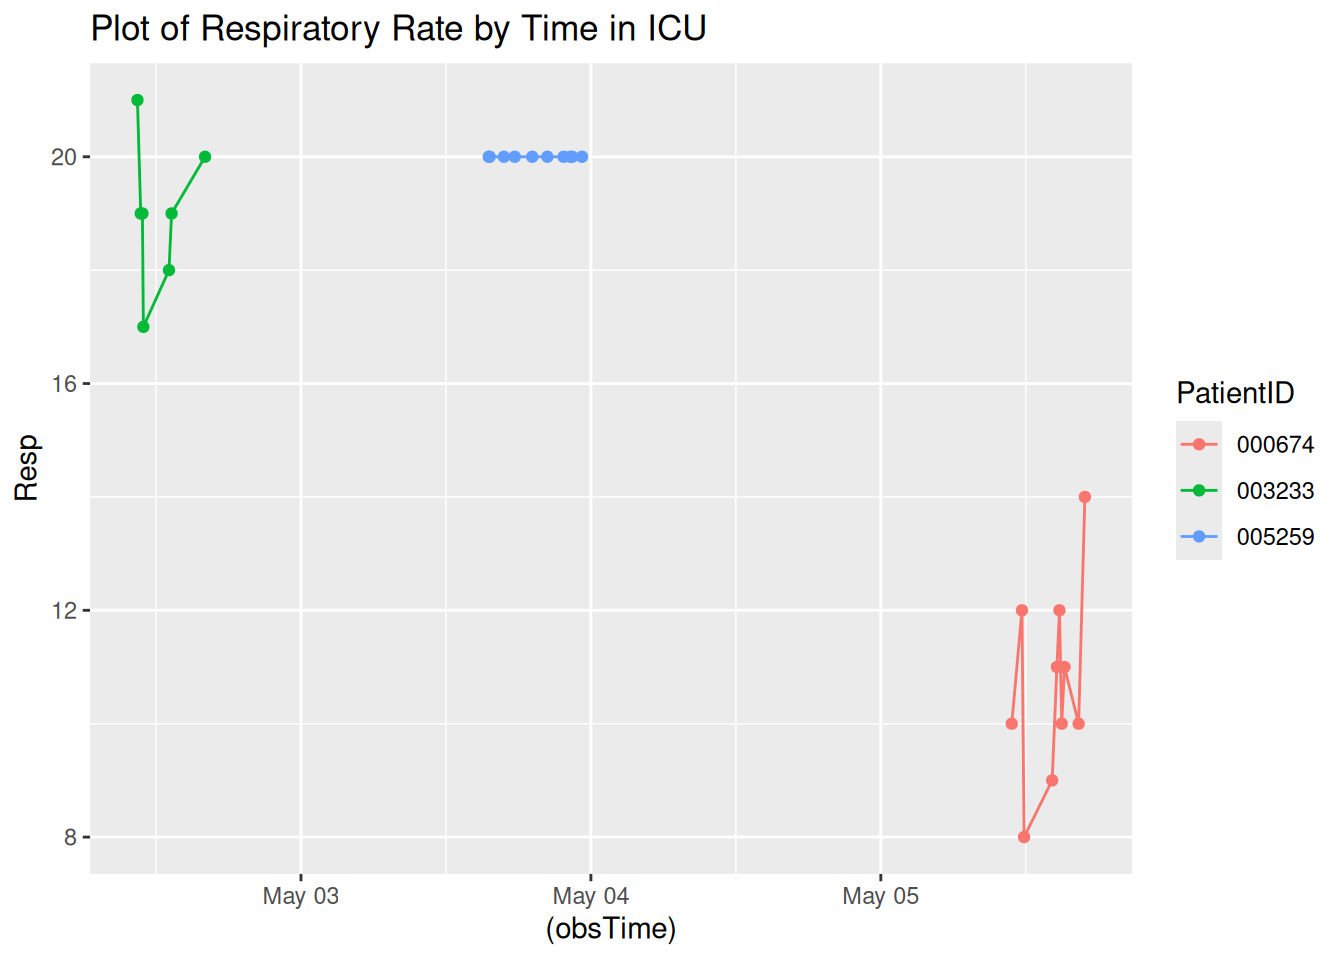 Plot of Respiratory Rate by Time in ICU
20
16
12
8
Resp
May 03
May 04
May 05
(obsTime)
PatientID
000674
003233
005259